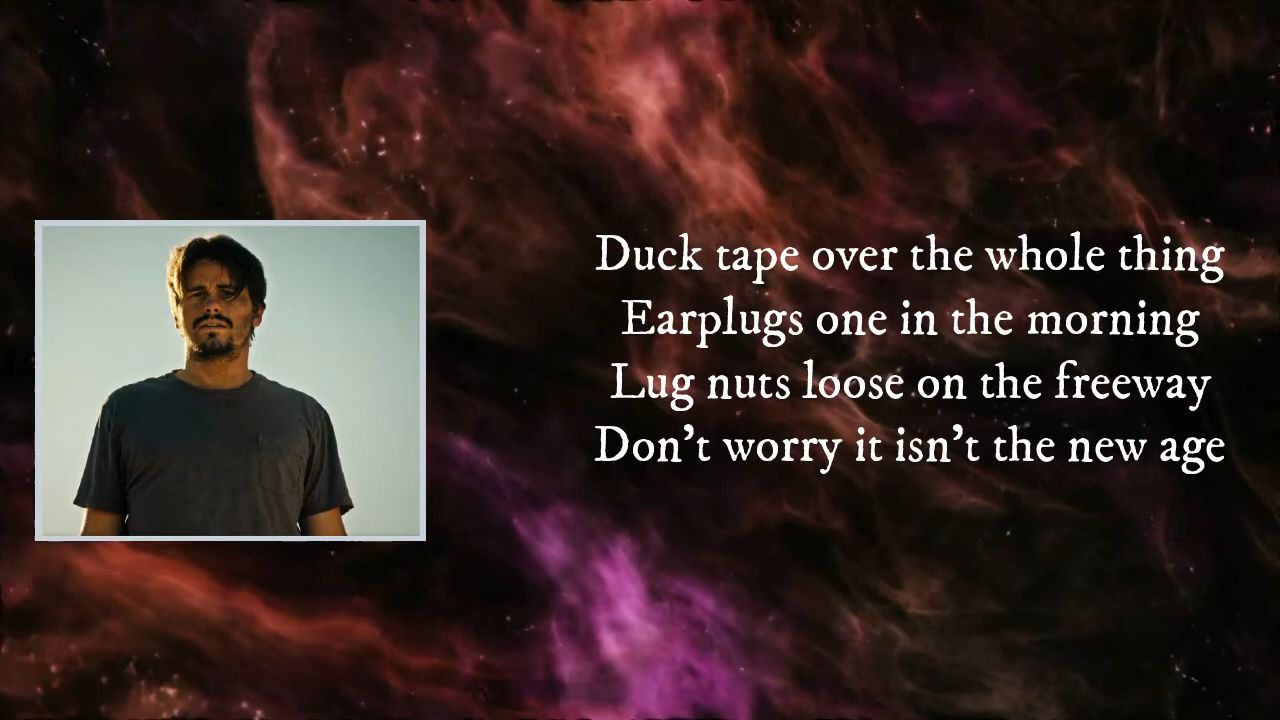 Duck tape over the whole thing
Earplugs one in the morning
Lug nuts loose on the freeway
Don't worry it isn't the new age